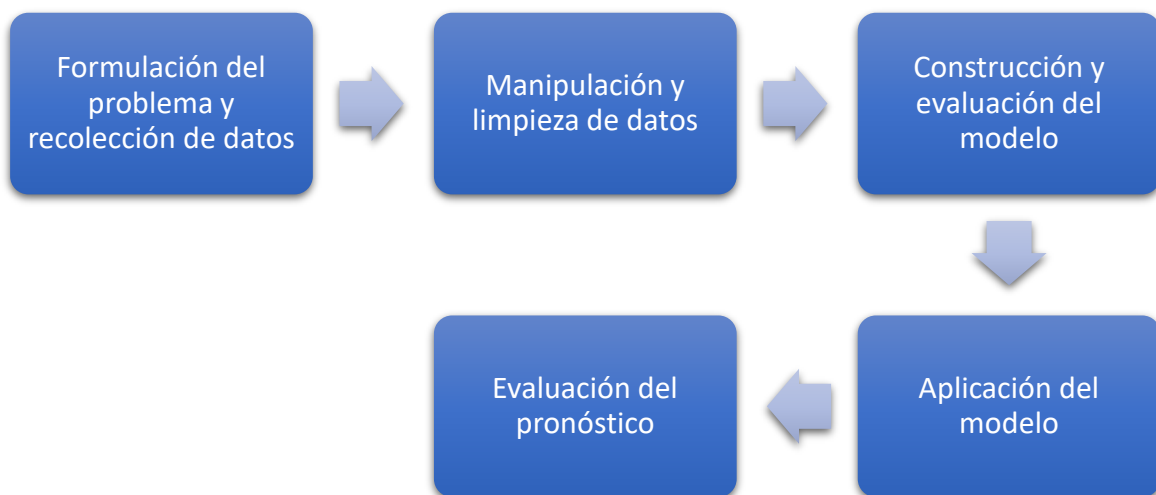 Formulación del
problema y
recolección de datos
Manipulación y
limpieza de datos
Construcción y
evaluación del
modelo
Aplicación del
modelo
Evaluación del
pronóstico